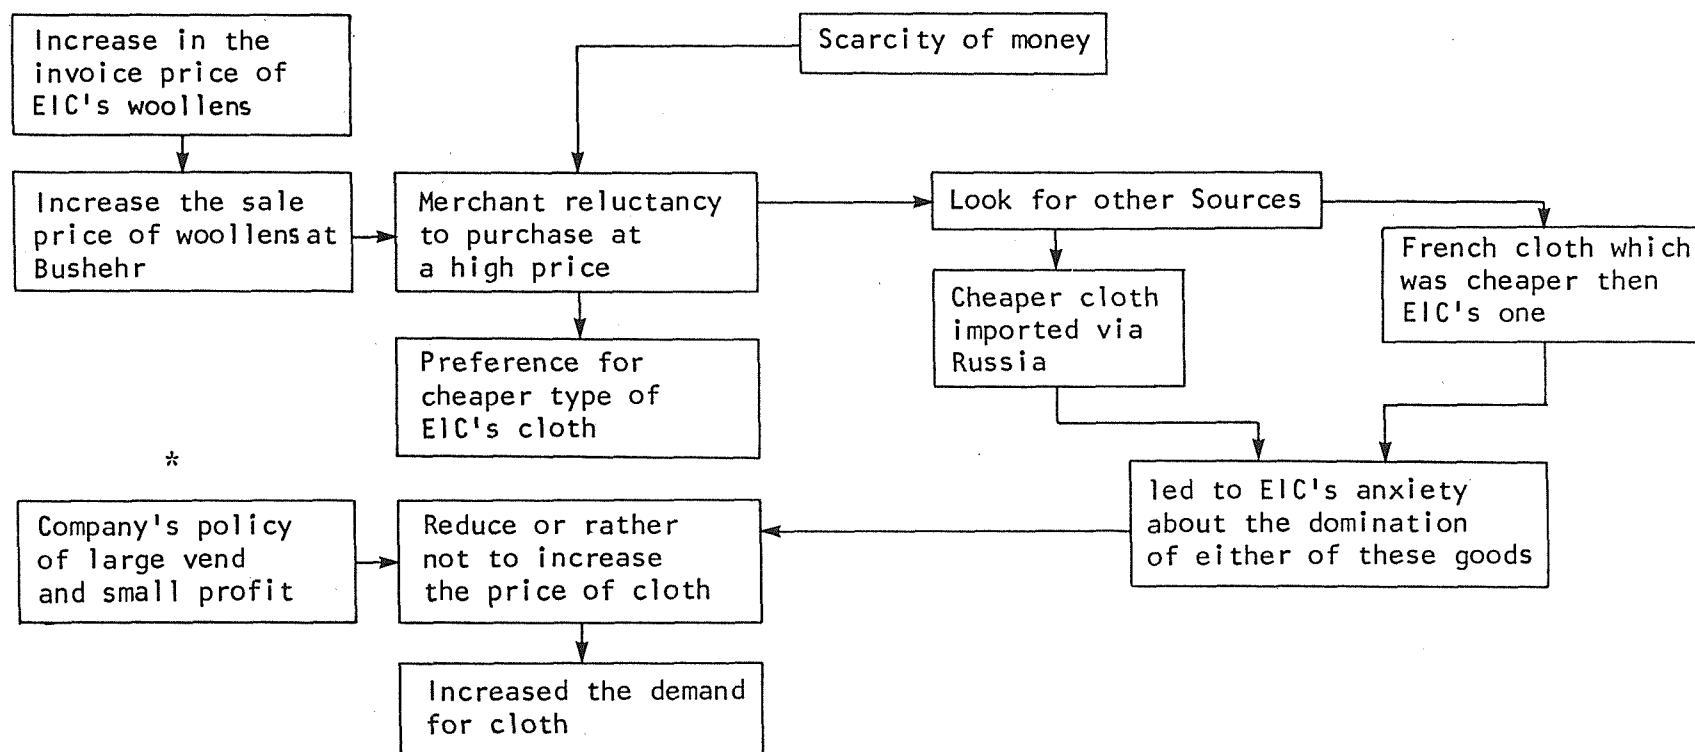 Increase in the
invoice price of
EIC's woollens
Scarcity of money
Increase the sale
price of woollens at
Bushehr
Merchant reluctancy
to purchase at
a high price
Look for other Sources
French cloth which
was cheaper then
EIC's one
Cheaper cloth
imported via
Russia
Preference for
cheaper type of
EIC's cloth
*
Company's policy
of large vend
and small profit
Reduce or rather
not to increase
the price of cloth
led to EIC's anxiety
about the domination
of either of these goods
Increased the demand
for cloth